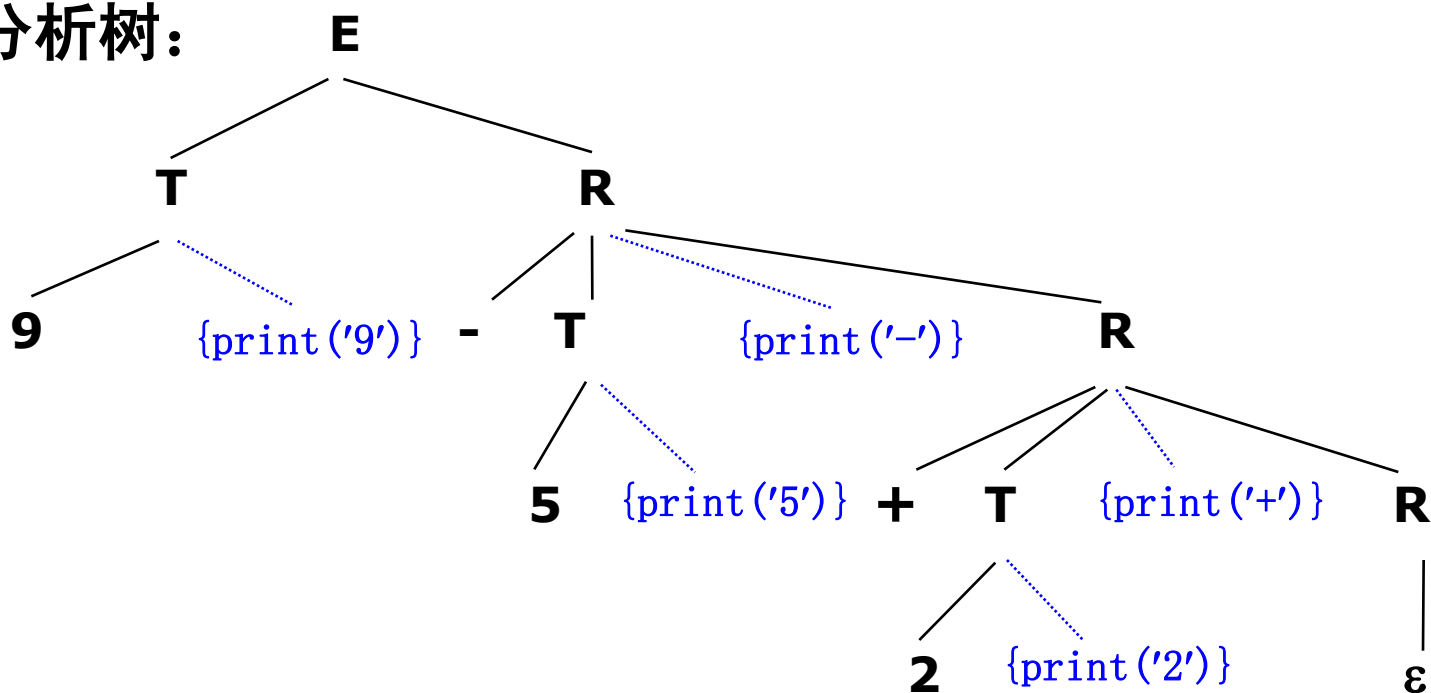 分析树： E
T R
9 {print('9')} - T {print('-')} R
5 {print('5')} + T {print('+')} R
2 {print('2')} ε